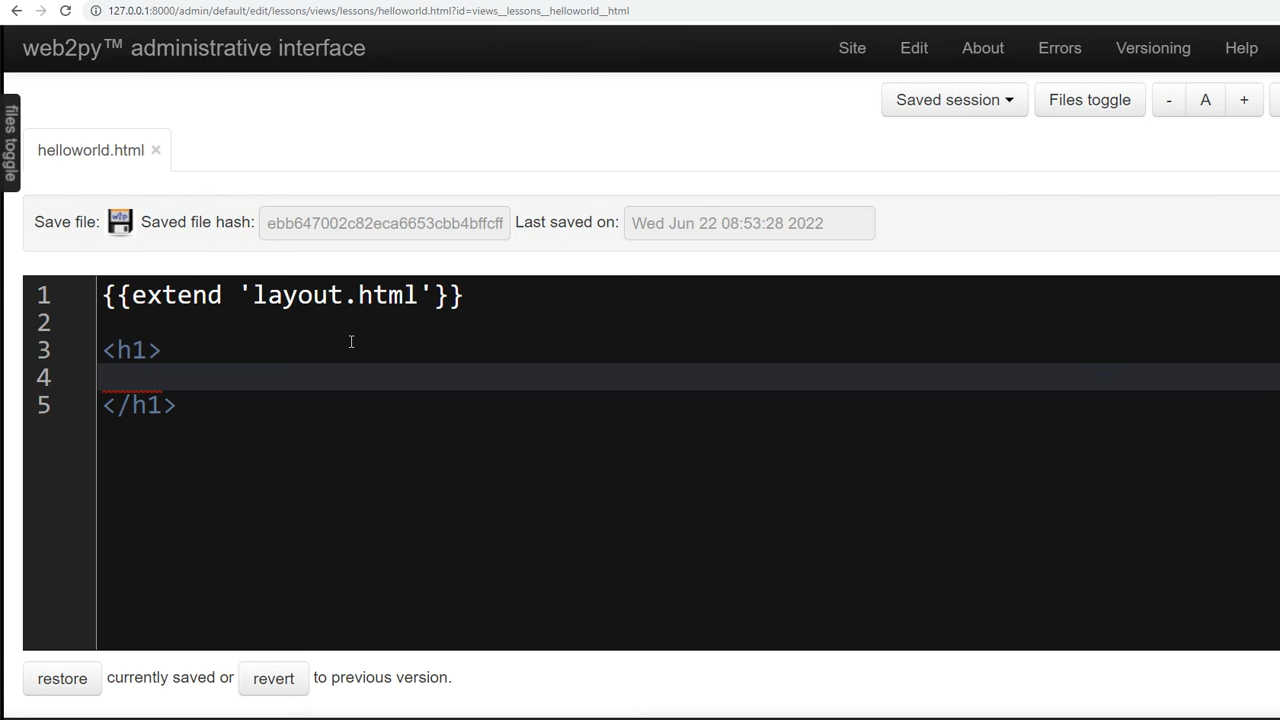 127.0.0.1:8000/admin/default/edit/lessons/views/lessons/helloworld.html?id=views__lessons__helloworld__html
web2py™ administrative interface
Site Edit About Errors Versioning Help
files toggle
Saved session Files toggle - A +
helloworld.html ×
Save file: w2p Saved file hash: ebb647002c82eca6653cbb4bffcff Last saved on: Wed Jun 22 08:53:28 2022
1 {{extend 'layout.html'}}
2
3 <h1>
4
5 </h1>
restore currently saved or revert to previous version.